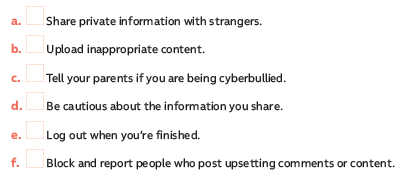 a. Share private information with strangers.
b. Upload inappropriate content.
c. Tell your parents if you are being cyberbullied.
d. Be cautious about the information you share.
e. Log out when you're finished.
f. Block and report people who post upsetting comments or content.